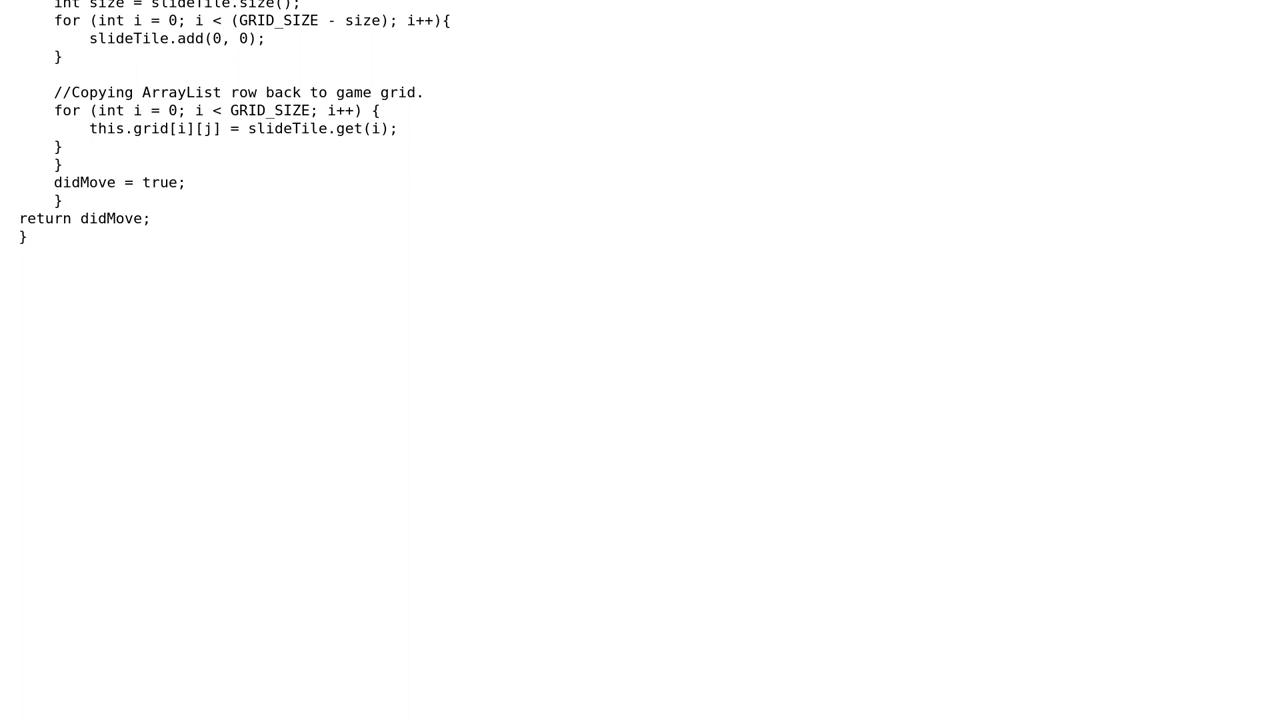 int size = slideTile.size();
for (int i = 0; i < (GRID_SIZE - size); i++){
slideTile.add(0, 0);
}
//Copying ArrayList row back to game grid.
for (int i = 0; i < GRID_SIZE; i++) {
this.grid[i][j] = slideTile.get(i);
}
}
didMove = true;
}
return didMove;
}